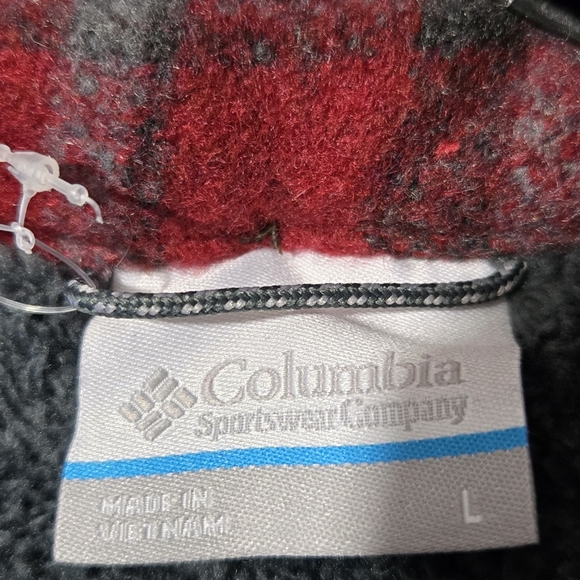 Columbia
Sportswear Company
MADE IN
VIETNAM
L